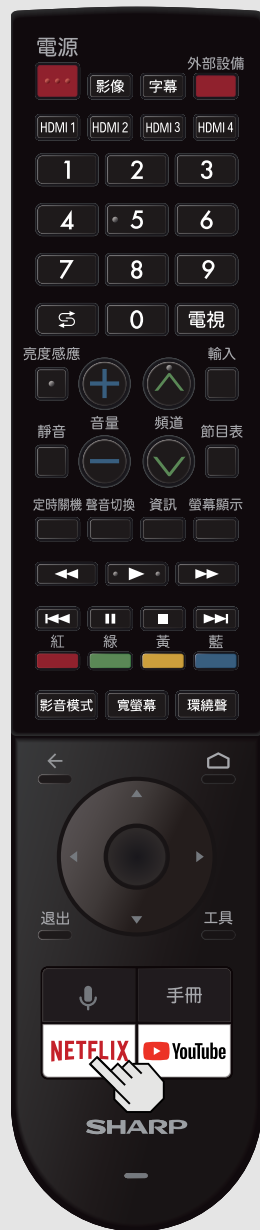 電源
外部設備
影像 字幕
HDMI 1 HDMI 2 HDMI 3 HDMI 4
1 2 3
4 5 6
7 8 9
0 電視
亮度感應 輸入
音量 頻道
靜音 節目表
定時關機 聲音切換 資訊 螢幕顯示
紅 綠 黃 藍
影音模式 寬螢幕 環繞聲
退出 工具
手冊
NETFLIX YouTube
SHARP